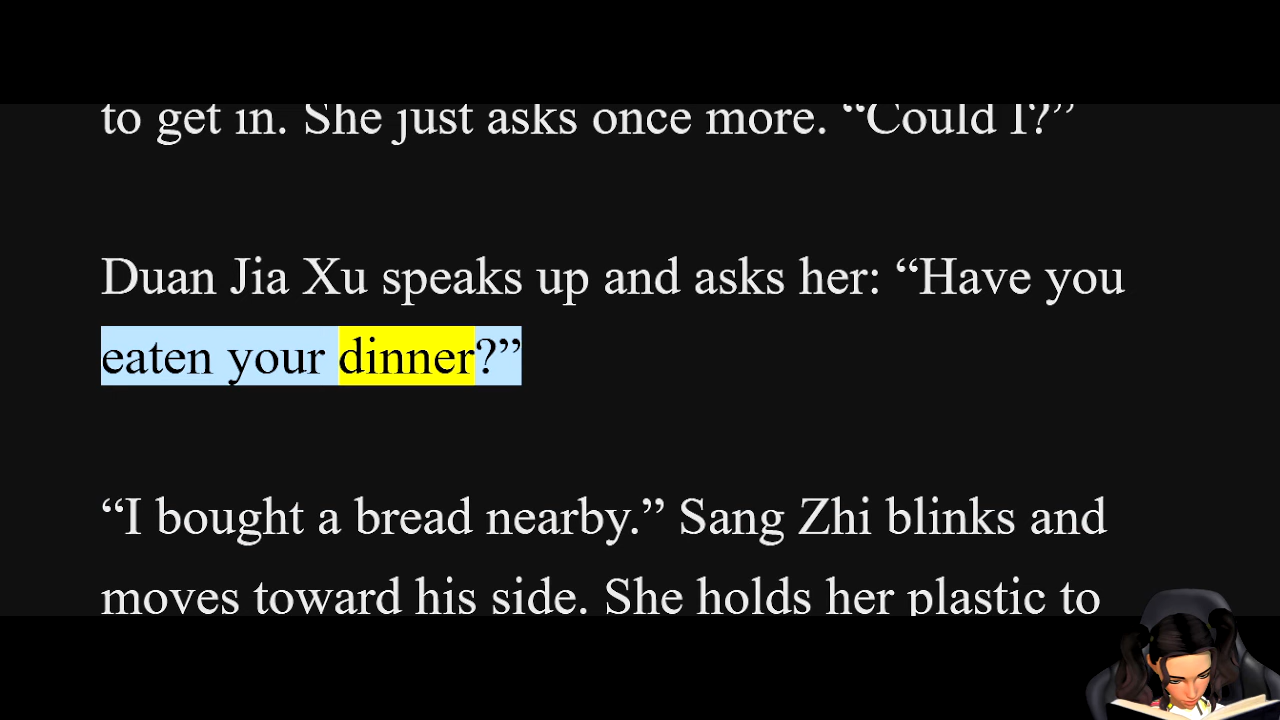 to get in. She just asks once more. “Could I?”
Duan Jia Xu speaks up and asks her: “Have you
eaten your dinner?”
“I bought a bread nearby.” Sang Zhi blinks and
moves toward his side. She holds her plastic to